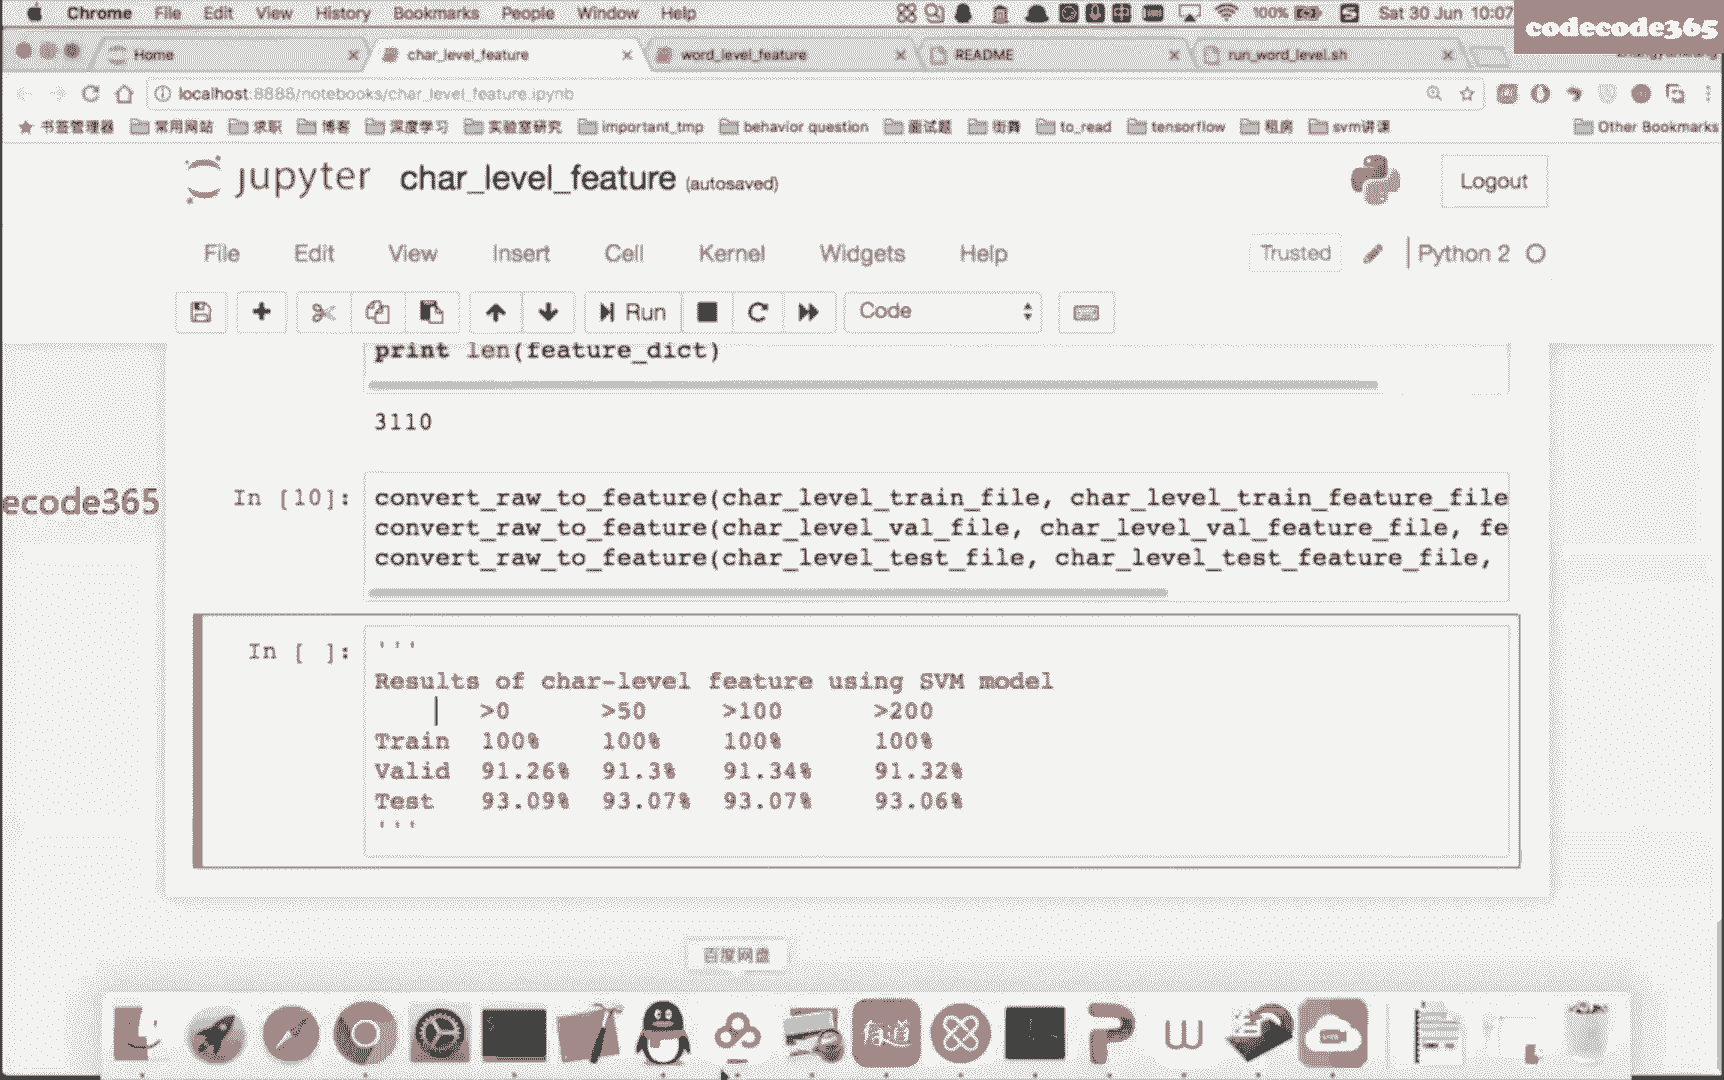 Chrome File Edit View History Bookmarks People Window Help 100% Sat 30 Jun 10:07
codecode365
Home char_level_feature word_level_feature README run_word_level.sh
localhost:8888/notebooks/char_level_feature.ipynb
书签管理器 常用网站 求职 博客 深度学习 实验室研究 important_tmp behavior question 面试题 街舞 to_read tensorflow 租房 svm讲课 Other Bookmarks
jupyter char_level_feature (autosaved) Logout
File Edit View Insert Cell Kernel Widgets Help Trusted Python 2
Run Code
print len(feature_dict)
3110
ecode365
In [10]: convert_raw_to_feature(char_level_train_file, char_level_train_feature_file
convert_raw_to_feature(char_level_val_file, char_level_val_feature_file, fe
convert_raw_to_feature(char_level_test_file, char_level_test_feature_file,
In [ ]: '''
Results of char-level feature using SVM model
>0 >50 >100 >200
Train 100% 100% 100% 100%
Valid 91.26% 91.3% 91.34% 91.32%
Test 93.09% 93.07% 93.07% 93.06%
'''
百度网盘
有道